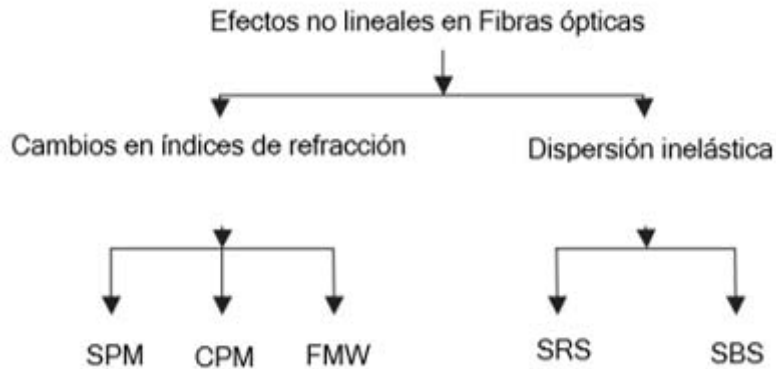 Efectos no lineales en Fibras ópticas
Cambios en índices de refracción
Dispersión inelástica
SPM
CPM
FMW
SRS
SBS